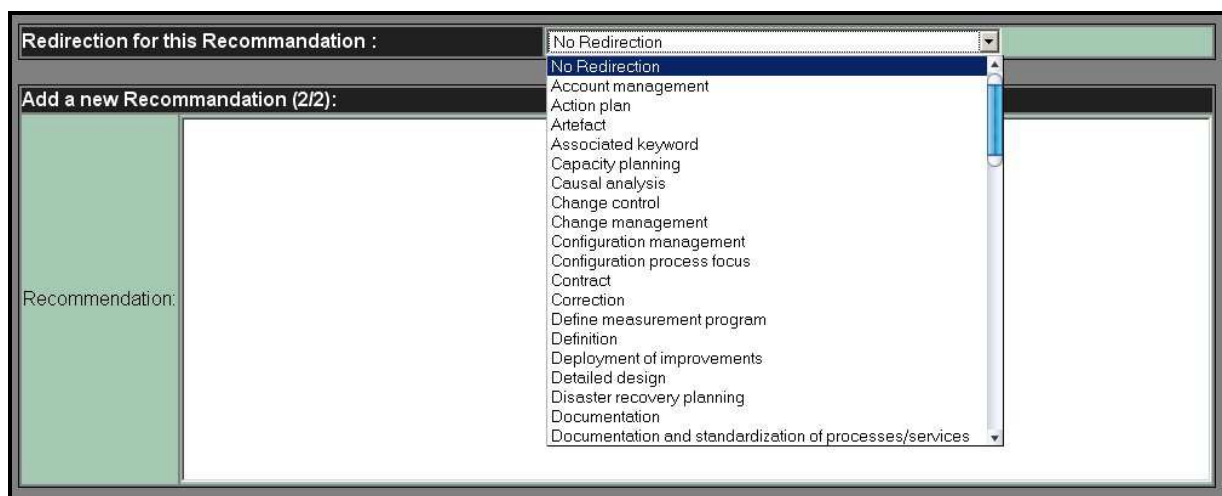 Redirection for this Recommandation :
No Redirection
No Redirection
Account management
Action plan
Artefact
Associated keyword
Capacity planning
Causal analysis
Change control
Change management
Configuration management
Configuration process focus
Contract
Correction
Define measurement program
Definition
Deployment of improvements
Detailed design
Disaster recovery planning
Documentation
Documentation and standardization of processes/services
Add a new Recommandation (2/2):
Recommendation: